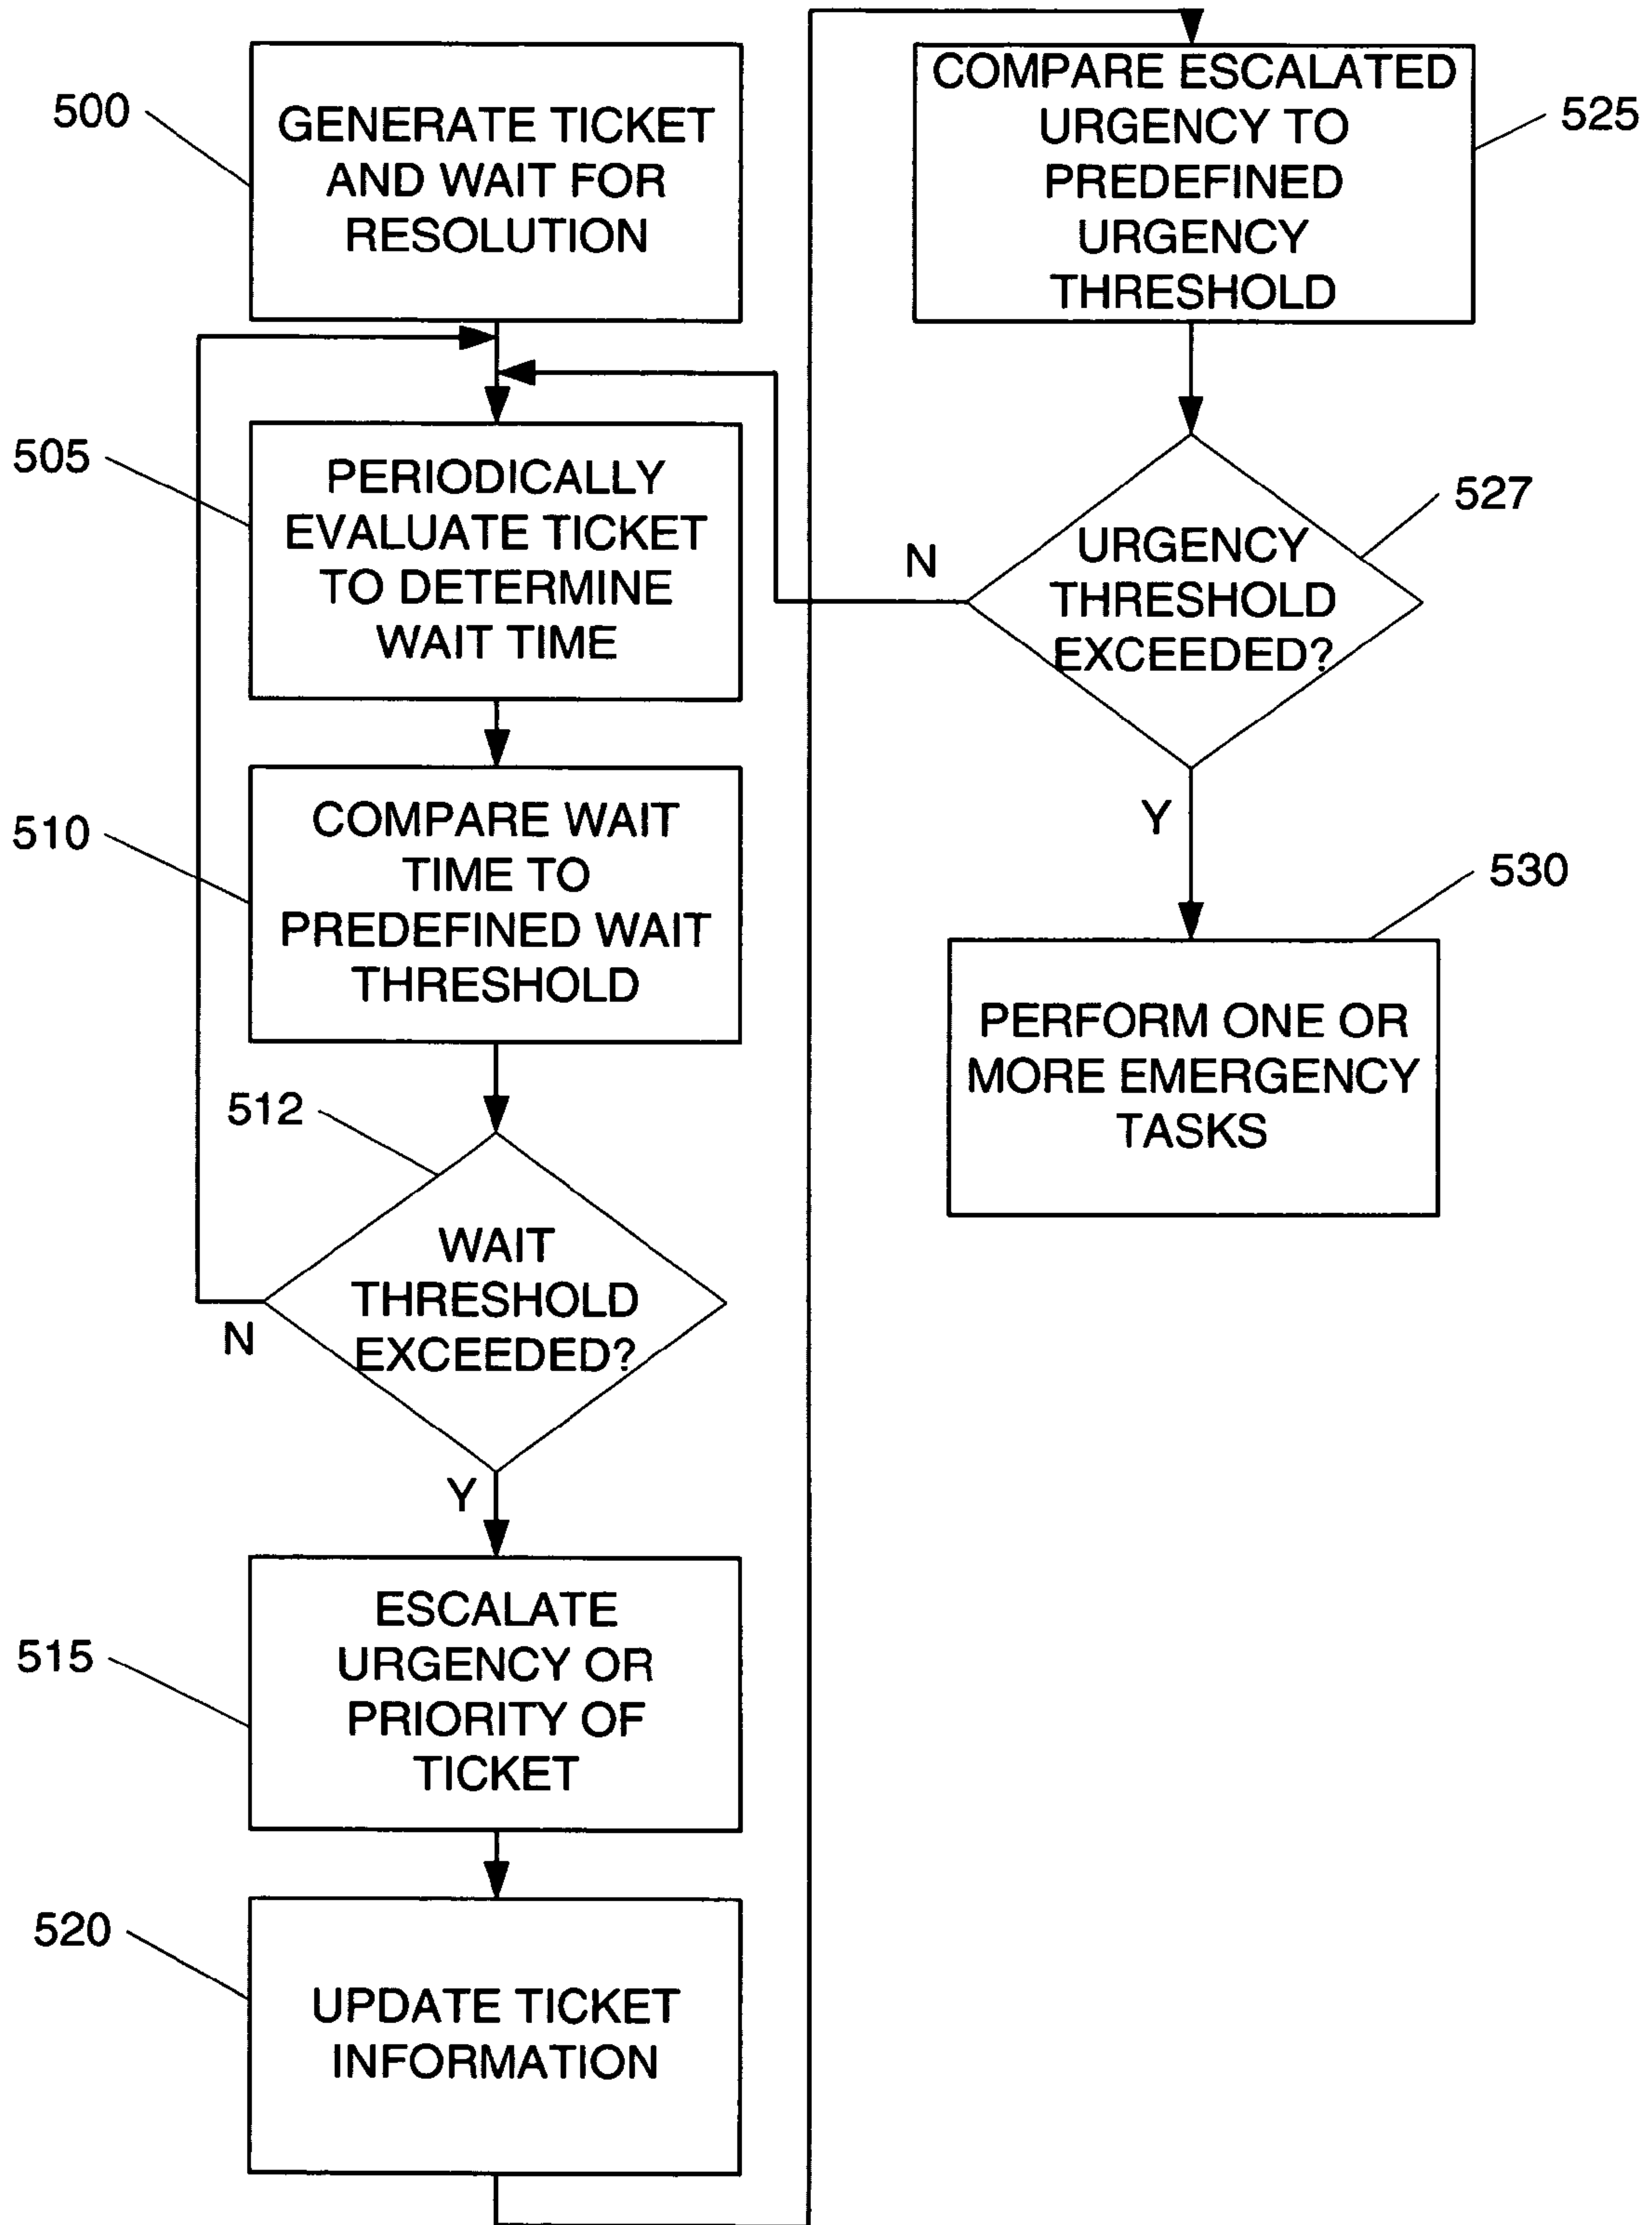 500
GENERATE TICKET
AND WAIT FOR
RESOLUTION
505
PERIODICALLY
EVALUATE TICKET
TO DETERMINE
WAIT TIME
510
COMPARE WAIT
TIME TO
PREDEFINED WAIT
THRESHOLD
512
WAIT
THRESHOLD
EXCEEDED?
N
Y
515
ESCALATE
URGENCY OR
PRIORITY OF
TICKET
520
UPDATE TICKET
INFORMATION
COMPARE ESCALATED
URGENCY TO
PREDEFINED
URGENCY
THRESHOLD
525
527
URGENCY
THRESHOLD
EXCEEDED?
N
Y
530
PERFORM ONE OR
MORE EMERGENCY
TASKS